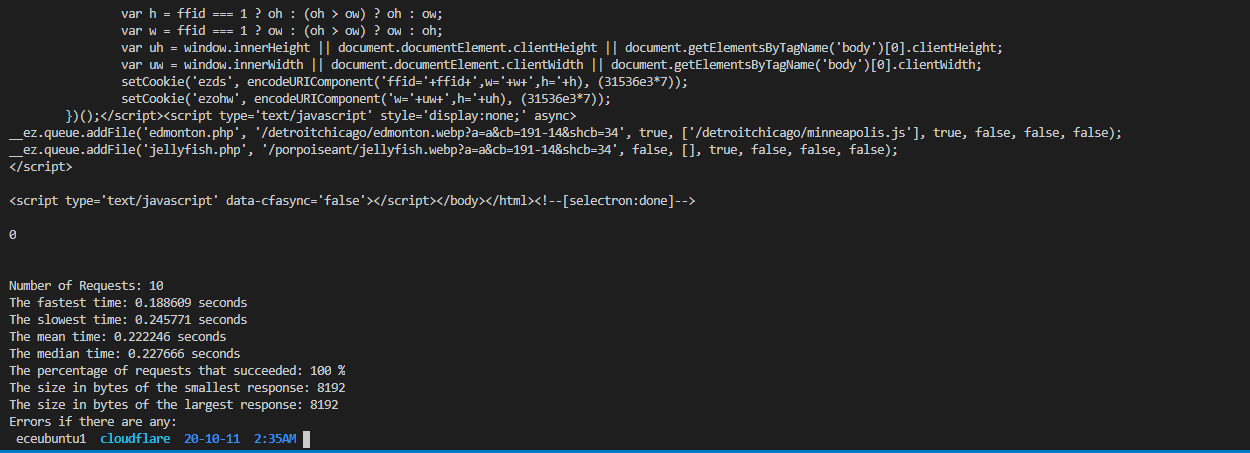 var h = ffid === 1 ? oh : (oh > ow) ? oh : ow;
var w = ffid === 1 ? ow : (oh > ow) ? ow : oh;
var uh = window.innerHeight || document.documentElement.clientHeight || document.getElementsByTagName('body')[0].clientHeight;
var uw = window.innerWidth || document.documentElement.clientWidth || document.getElementsByTagName('body')[0].clientWidth;
setCookie('ezds', encodeURIComponent('ffid='+ffid+',w='+w+',h='+h), (31536e3*7));
setCookie('ezohw', encodeURIComponent('w='+uw+',h='+uh), (31536e3*7));
})();</script><script type='text/javascript' style='display:none;' async>
__ez.queue.addFile('edmonton.php', '/detroitchicago/edmonton.webp?a=a&cb=191-14&shcb=34', true, ['/detroitchicago/minneapolis.js'], true, false, false, false);
__ez.queue.addFile('jellyfish.php', '/porpoiseant/jellyfish.webp?a=a&cb=191-14&shcb=34', false, [], true, false, false, false);
</script>
<script type='text/javascript' data-cfasync='false'></script></body></html><!--[selectron:done]-->
0
Number of Requests: 10
The fastest time: 0.188609 seconds
The slowest time: 0.245771 seconds
The mean time: 0.222246 seconds
The median time: 0.227666 seconds
The percentage of requests that succeeded: 100 %
The size in bytes of the smallest response: 8192
The size in bytes of the largest response: 8192
Errors if there are any:
eceubuntu1 cloudflare 20-10-11 2:35AM